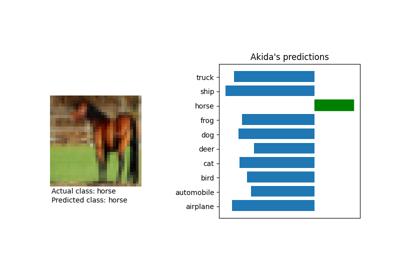 Akida's predictions
truck
ship
horse
frog
dog
deer
cat
bird
automobile
airplane
Actual class: horse
Predicted class: horse